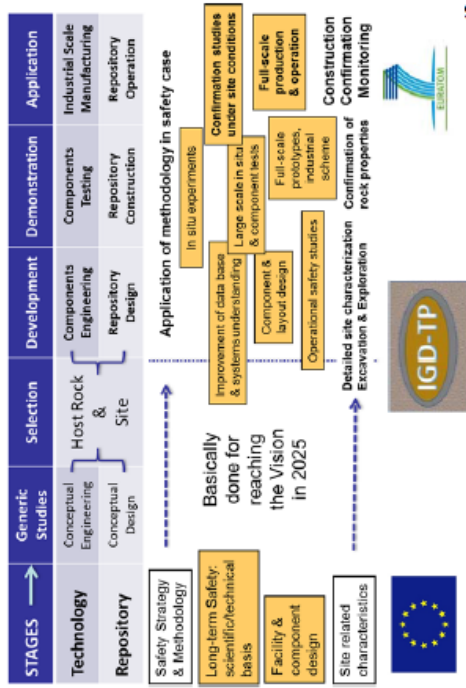 STAGES
Generic
Studies
Selection
Development
Demonstration
Application
Technology
Conceptual
Engineering
Host Rock
&
Site
Components
Engineering
Components
Testing
Industrial Scale
Manufacturing
Repository
Conceptual
Design
Repository
Design
Repository
Construction
Repository
Operation
Safety Strategy
& Methodology
Application of methodology in safety case
Long-term Safety:
scientific/technical
basis
Basically
done for
reaching
the Vision
in 2025
Improvement of data base
& systems understanding
In situ experiments
Confirmation studies
under site conditions
Large scale in situ
& component tests
Facility &
component
design
Component &
layout design
Full-scale
production
& operation
Full-scale
prototypes,
industrial
scheme
Operational safety studies
Site related
characteristics
Detailed site characterization
Excavation & Exploration
Confirmation of
rock properties
Construction
Confirmation
Monitoring
IGD-TP
EURATOM